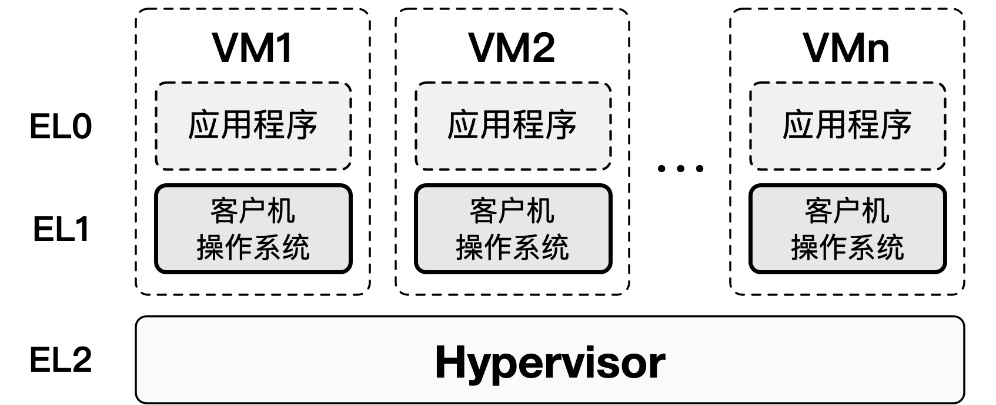 VM1 VM2 VMn
EL0 应用程序 应用程序 ... 应用程序
EL1 客户机 客户机 客户机
操作系统 操作系统 操作系统
EL2 Hypervisor